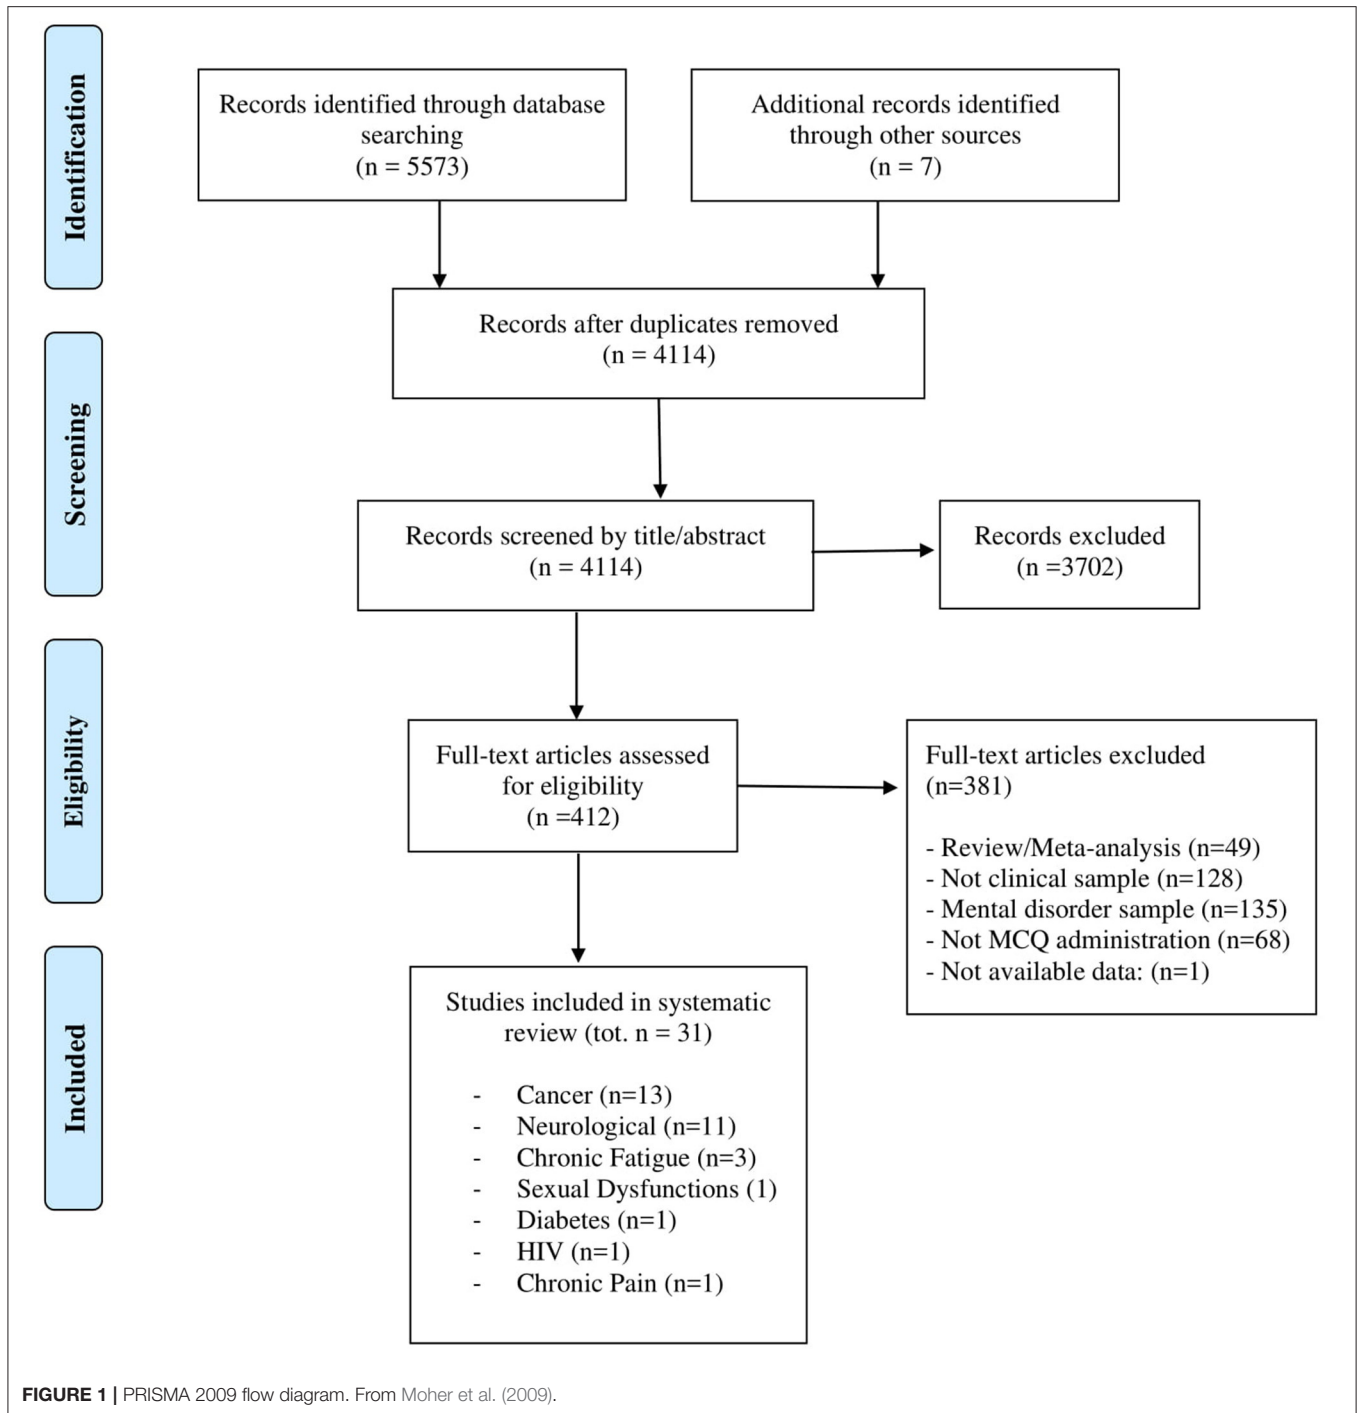 Identification
Records identified through database
searching
(n = 5573)
Additional records identified
through other sources
(n = 7)
Records after duplicates removed
(n = 4114)
Screening
Records screened by title/abstract
(n = 4114)
Records excluded
(n =3702)
Eligibility
Full-text articles assessed
for eligibility
(n =412)
Full-text articles excluded
(n=381)
- Review/Meta-analysis (n=49)
- Not clinical sample (n=128)
- Mental disorder sample (n=135)
- Not MCQ administration (n=68)
- Not available data: (n=1)
Included
Studies included in systematic
review (tot. n = 31)
- Cancer (n=13)
- Neurological (n=11)
- Chronic Fatigue (n=3)
- Sexual Dysfunctions (1)
- Diabetes (n=1)
- HIV (n=1)
- Chronic Pain (n=1)
FIGURE 1 | PRISMA 2009 flow diagram. From Moher et al. (2009).